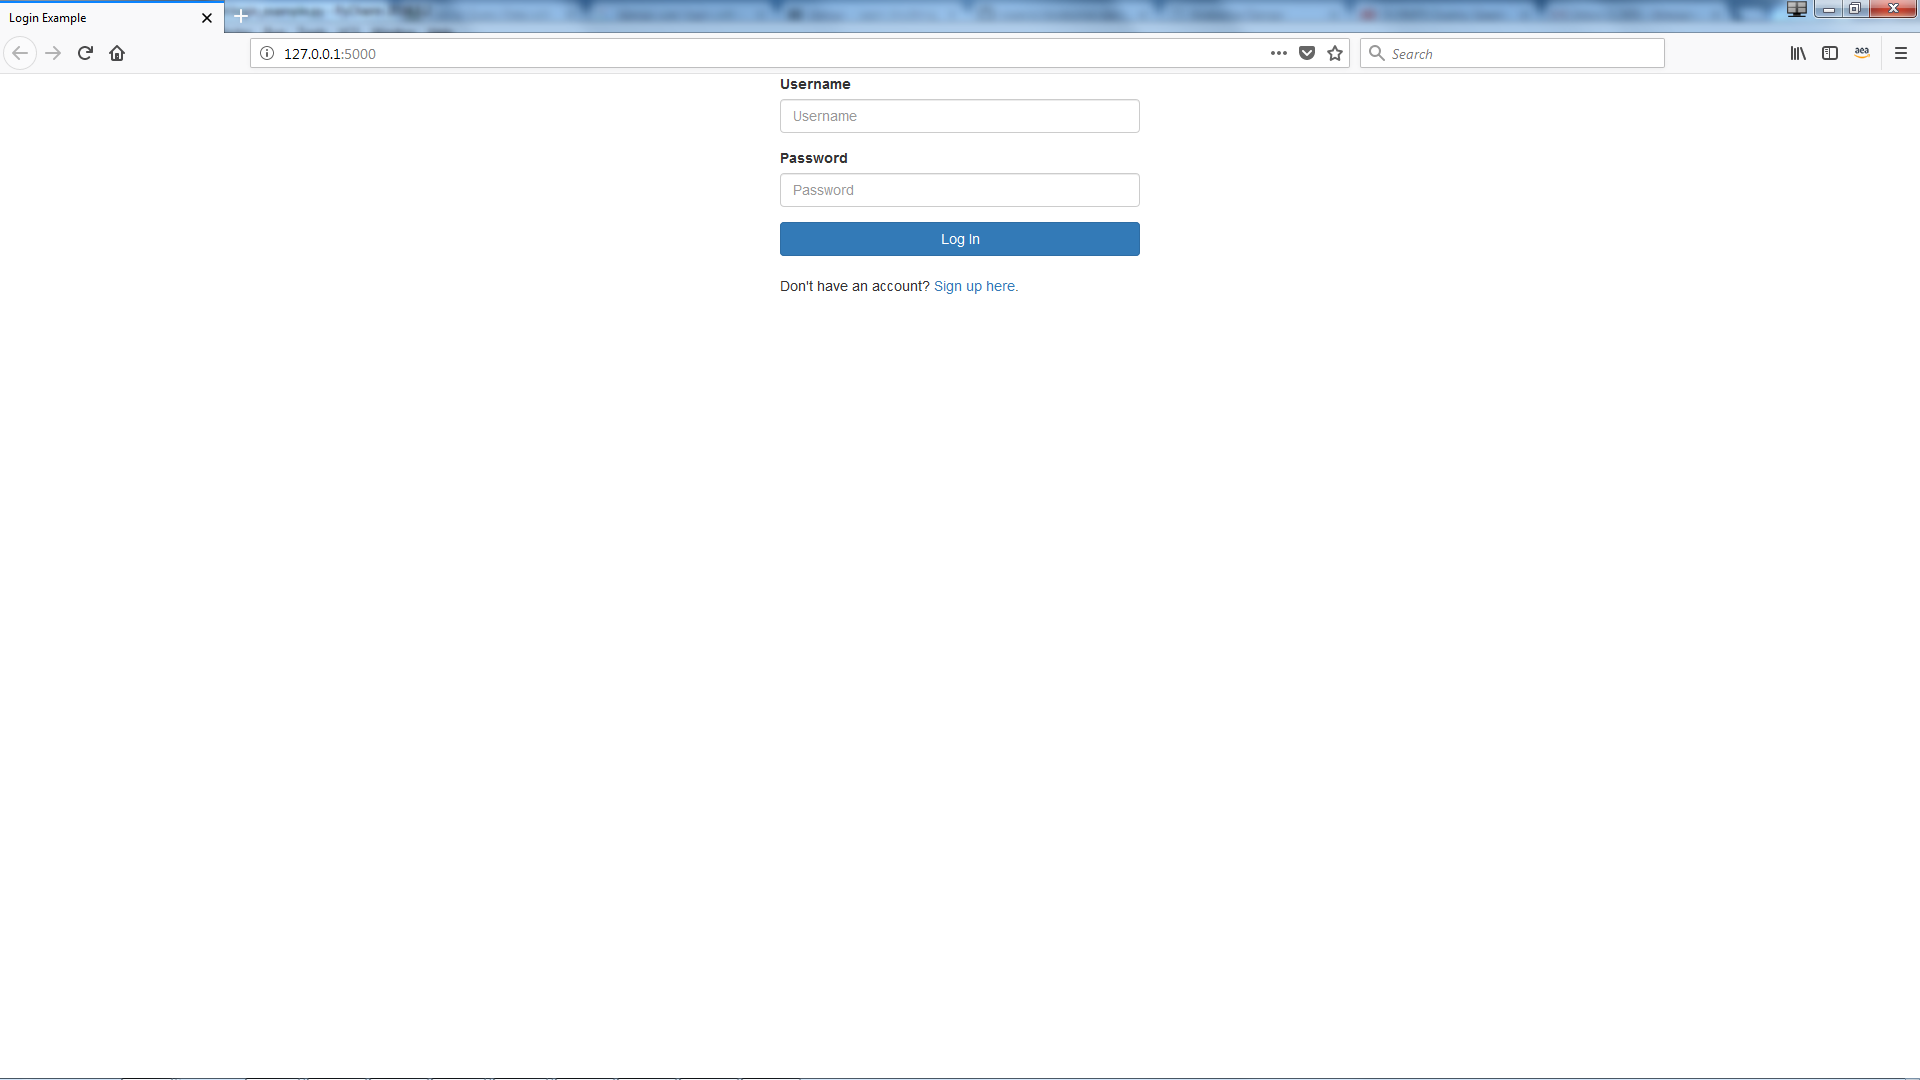 Login Example
127.0.0.1:5000
Search
aea
Username
Username
Password
Password
Log In
Don't have an account? Sign up here.